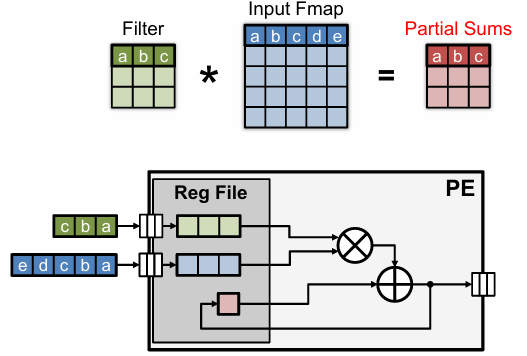 Filter
Input Fmap
Partial Sums
a b c
a b c d e
a b c
*
=
PE
Reg File
c b a
e d c b a